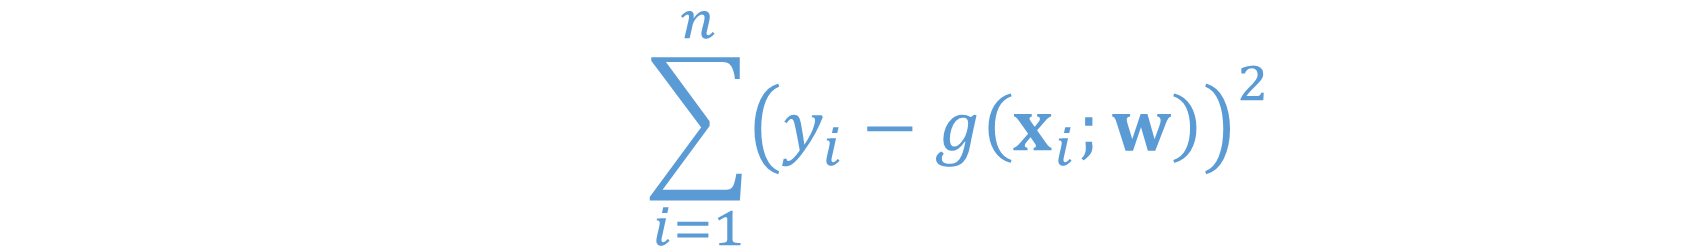 ∑_{i=1}^{n} (y_i − g(𝐱_i; 𝐰))^2